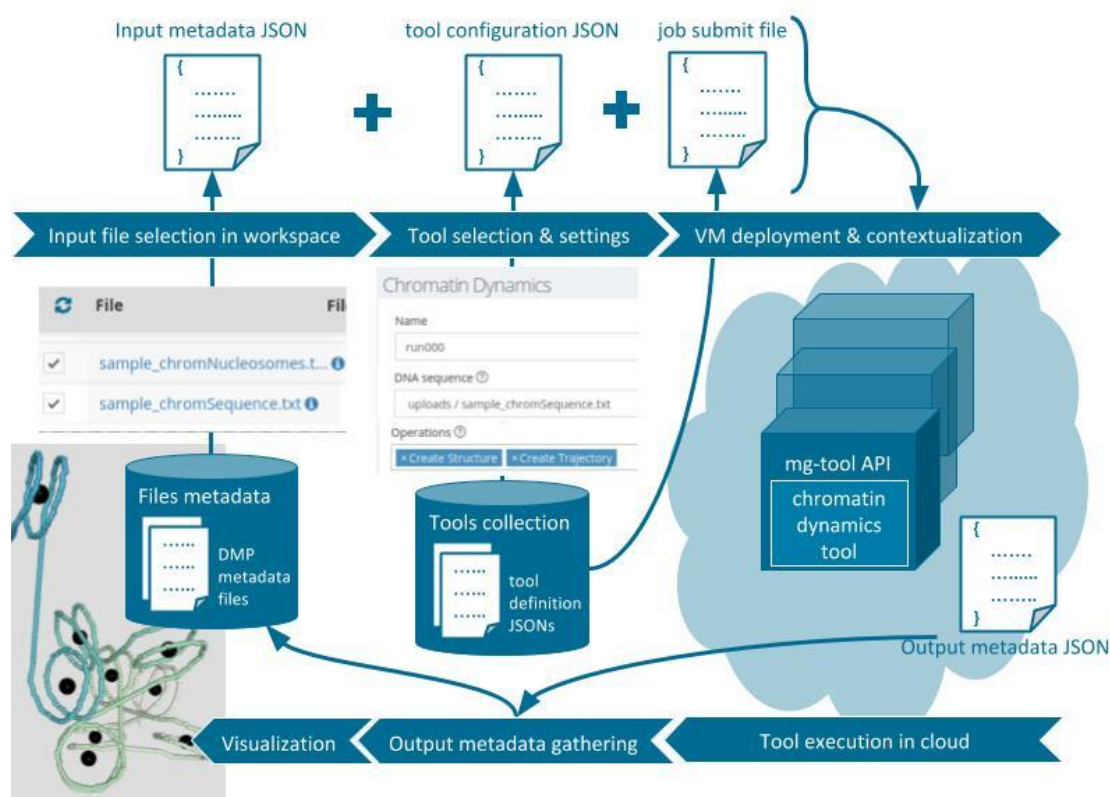 Input metadata JSON
tool configuration JSON
job submit file
{
.......
.........
........
}
+
{
.......
.........
........
}
+
{
.......
.........
........
}
Input file selection in workspace
Tool selection & settings
VM deployment & contextualization
File
Fil
sample_chromNucleosomes.t...
sample_chromSequence.txt
Chromatin Dynamics
Name
run000
DNA sequence
uploads / sample_chromSequence.txt
Operations
×Create Structure ×Create Trajectory
Files metadata
......
......
......
DMP
metadata
files
Tools collection
......
......
......
tool
definition
JSONs
mg-tool API
chromatin
dynamics
tool
{
.......
.........
........
}
Output metadata JSON
Visualization
Output metadata gathering
Tool execution in cloud